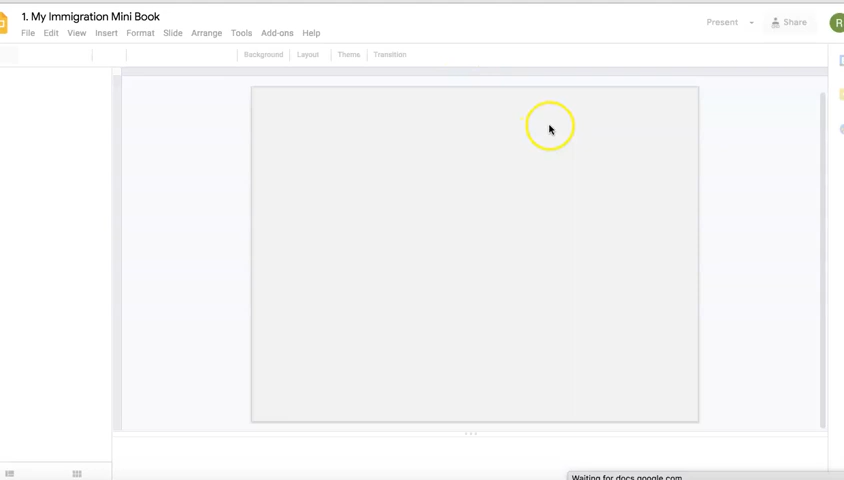 1. My Immigration Mini Book
File Edit View Insert Format Slide Arrange Tools Add-ons Help
Present Share
R
Background Layout Theme Transition
Waiting for docs.google.com